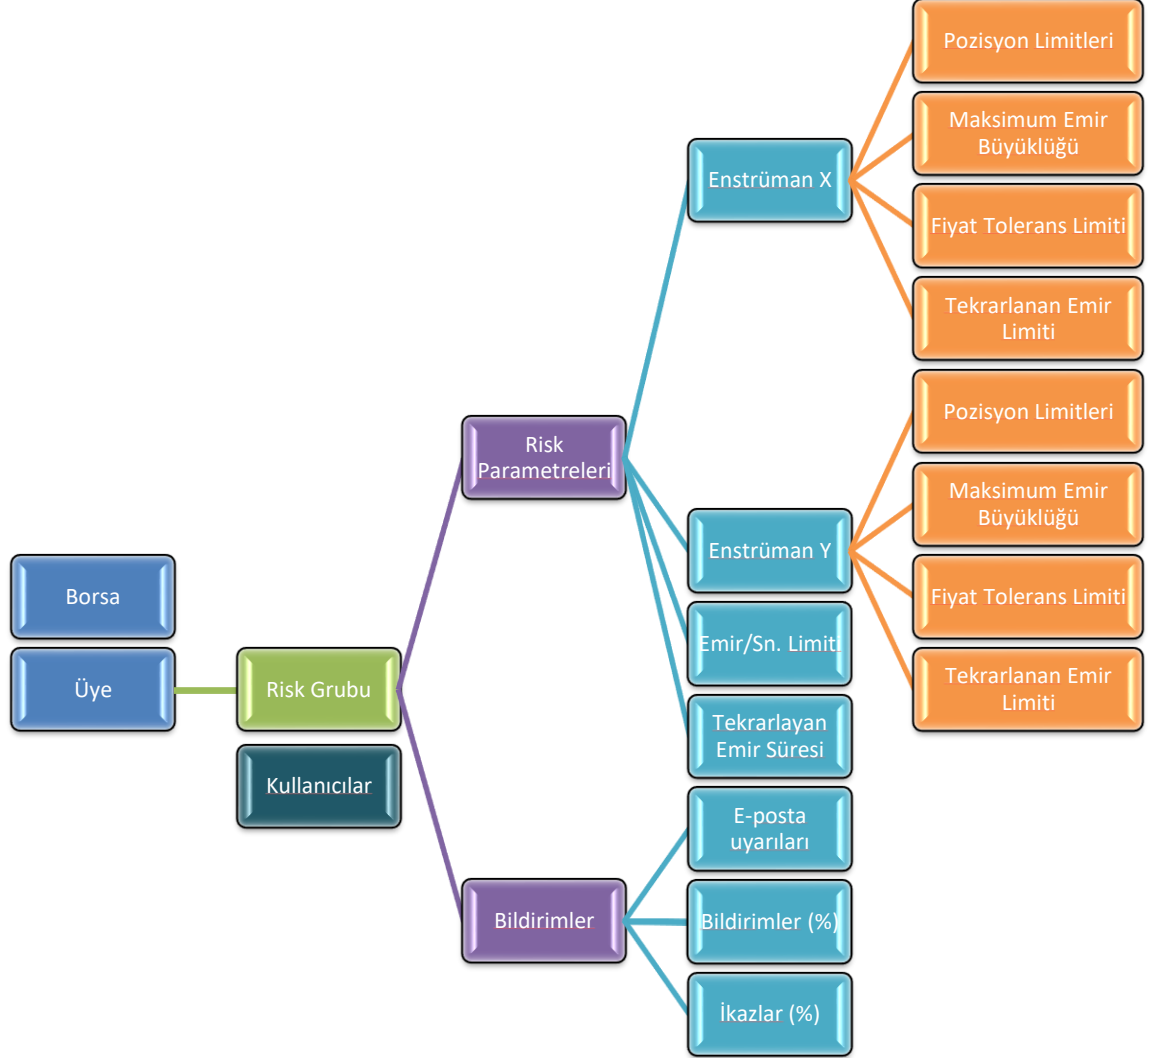 Borsa
Üye
Risk Grubu
Kullanıcılar
Risk
Parametreleri
Bildirimler
Enstrüman X
Enstrüman Y
Emir/Sn. Limiti
Tekrarlayan
Emir Süresi
E-posta
uyarıları
Bildirimler (%)
İkazlar (%)
Pozisyon Limitleri
Maksimum Emir
Büyüklüğü
Fiyat Tolerans Limiti
Tekrarlanan Emir
Limiti
Pozisyon Limitleri
Maksimum Emir
Büyüklüğü
Fiyat Tolerans Limiti
Tekrarlanan Emir
Limiti